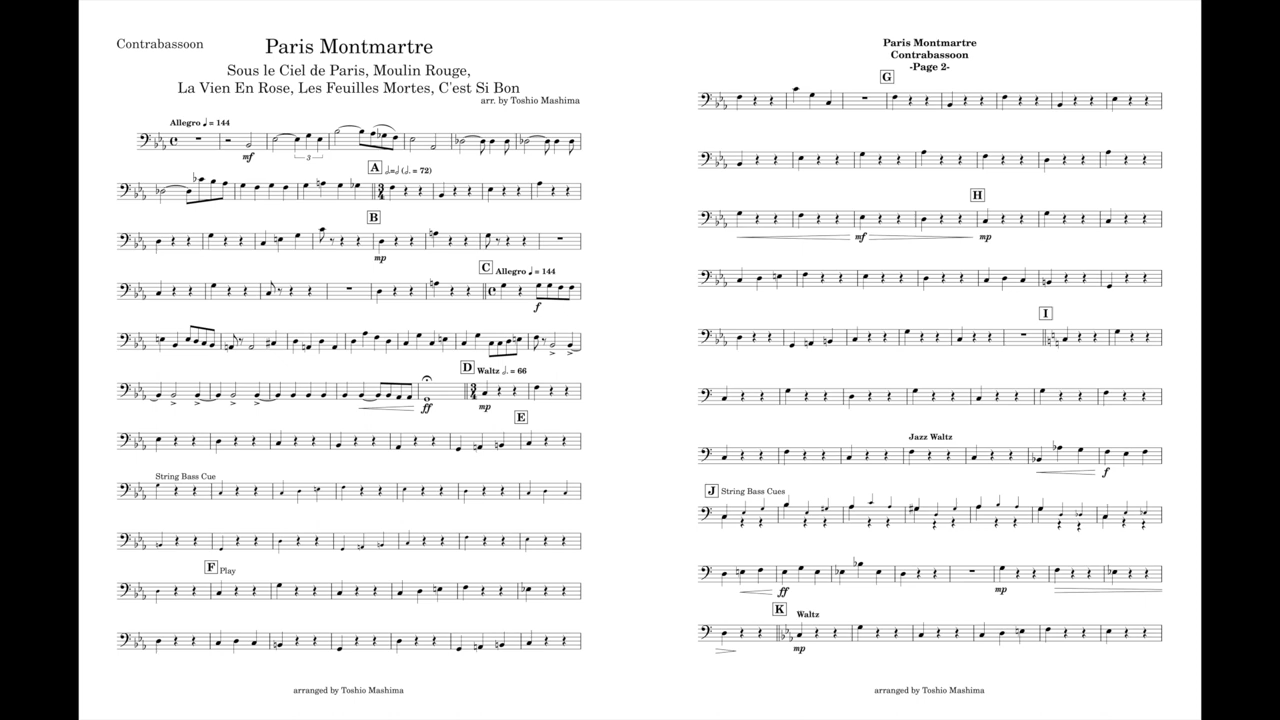 Contrabassoon
Paris Montmartre
Sous le Ciel de Paris, Moulin Rouge,
La Vien En Rose, Les Feuilles Mortes, C'est Si Bon
arr. by Toshio Mashima
Allegro ♩ = 144
mf
3
A 𝅗𝅥=𝅗𝅥 (𝅗𝅥. = 72)
B
mp
C Allegro ♩ = 144
f
D Waltz 𝅗𝅥. = 66
ff mp
E
String Bass Cue
F Play
arranged by Toshio Mashima
Paris Montmartre
Contrabassoon
-Page 2-
G
H
mf mp
I
Jazz Waltz
f
J String Bass Cues
ff mp
K Waltz
mp
arranged by Toshio Mashima